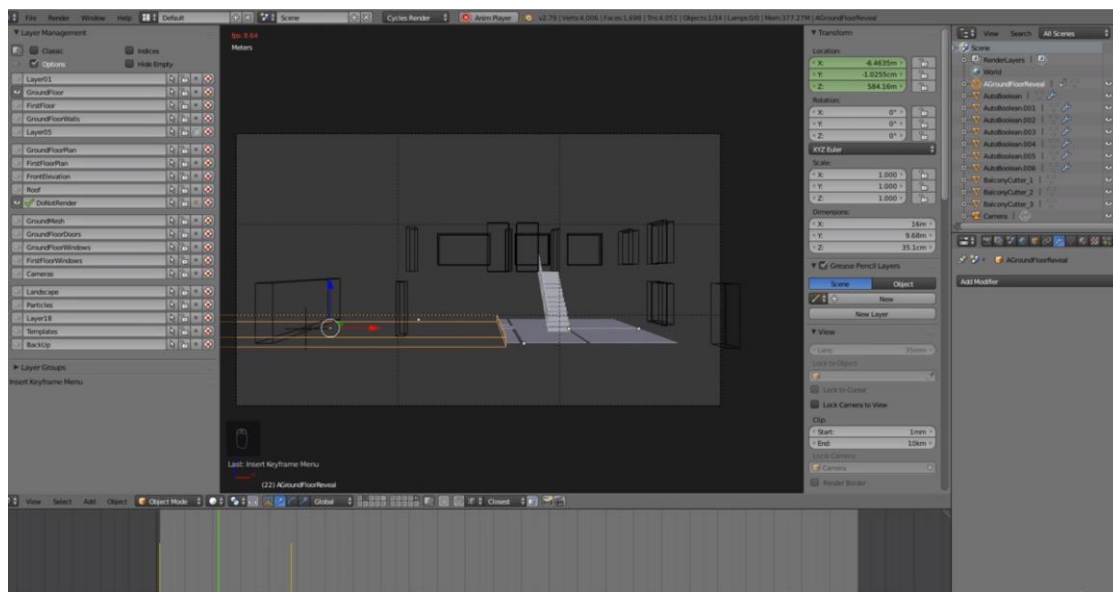 File Render Window Help Default Scene Cycles Render Anim Player v2.79 | Verts:4,006 | Faces:1,698 | Tris:4,051 | Objects:1/34 | Lamps:0/0 | Mem:377.27M | AGroundFloorReveal
Layer Management
Classic Indices
Options Hide Empty
Layer01
GroundFloor
FirstFloor
GroundFloorWalls
Layer05
GroundFloorPlan
FirstFloorPlan
FrontElevation
Roof
DoNotRender
GroundMesh
GroundFloorDoors
GroundFloorWindows
FirstFloorWindows
Cameras
Landscape
Particles
Layer18
Templates
BackUp
Layer Groups
Insert Keyframe Menu
fps: 8.64
Meters
Last: Insert Keyframe Menu
(22) AGroundFloorReveal
Transform
Location:
X: -6.4635m
Y: -1.0255cm
Z: 584.16m
Rotation:
X: 0°
Y: 0°
Z: 0°
XYZ Euler
Scale:
X: 1.000
Y: 1.000
Z: 1.000
Dimensions:
X: 16m
Y: 9.68m
Z: 35.1cm
Grease Pencil Layers
Scene Object
New
New Layer
View
Lens: 35mm
Lock to Object:
Lock to Cursor
Lock Camera to View
Clip:
Start: 1mm
End: 10km
Local Camera:
Camera
Render Border
View Search All Scenes
Scene
RenderLayers
World
AGroundFloorReveal
AutoBoolean
AutoBoolean.001
AutoBoolean.002
AutoBoolean.003
AutoBoolean.004
AutoBoolean.005
AutoBoolean.006
BalconyCutter_1
BalconyCutter_2
BalconyCutter_3
Camera
AGroundFloorReveal
Add Modifier
View Select Add Object Object Mode Global Closest